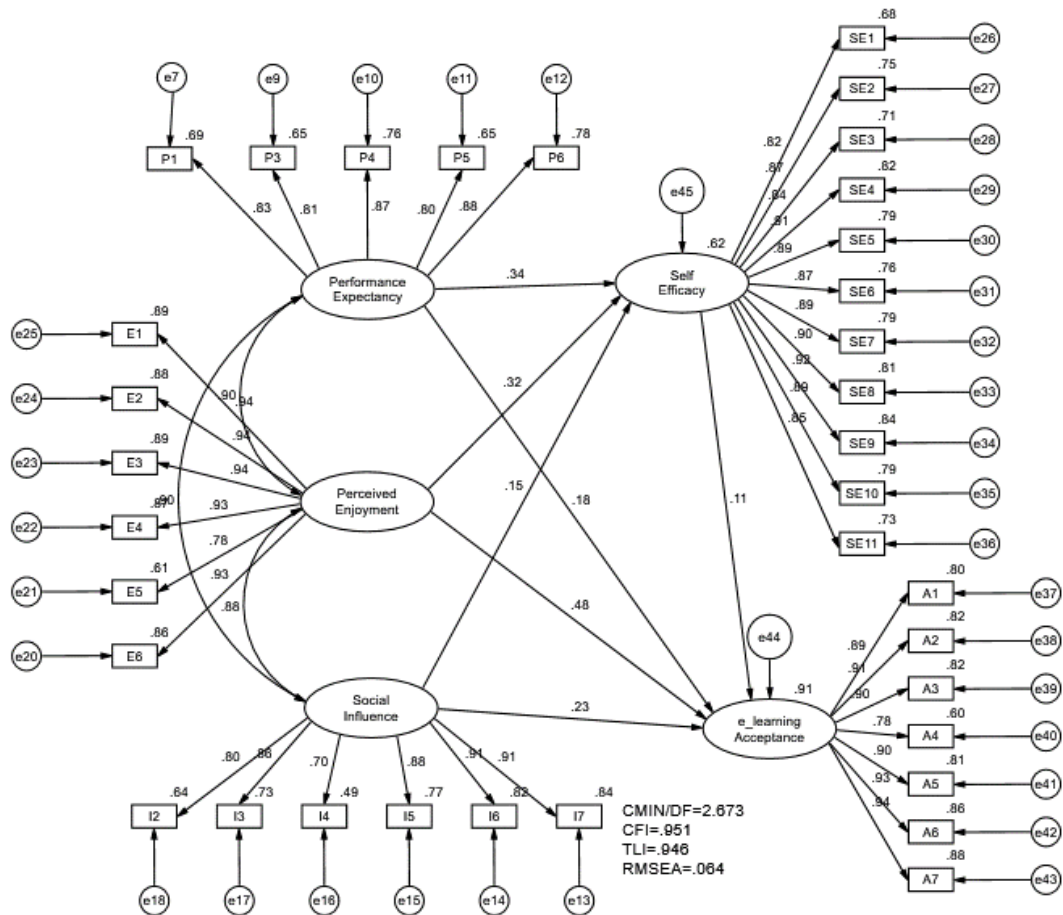 .68
SE1
e26
e7
e9
e10
e11
e12
.75
SE2
e27
.69
.65
.76
.65
.78
.71
SE3
e28
P1
P3
P4
P5
P6
.82
.87
.84
.91
.89
.87
.89
.90
.92
.89
.85
.82
SE4
e29
e45
.83
.81
.87
.80
.88
.79
SE5
e30
.62
Performance
Expectancy
.34
Self
Efficacy
.76
SE6
e31
.79
SE7
e32
.89
e25
E1
.81
SE8
e33
.88
e24
E2
.90
.94
.32
.84
SE9
e34
.94
.89
e23
E3
.94
.79
SE10
e35
.90
.87
e22
E4
.93
Perceived
Enjoyment
.15
.18
.11
.73
SE11
e36
.78
.61
e21
E5
.93
.88
.48
.80
A1
e37
.86
e20
E6
e44
.82
A2
e38
.89
.91
.90
.78
.90
.93
.94
.82
A3
e39
Social
Influence
.23
.91
e_learning
Acceptance
.60
A4
e40
.80
.86
.70
.88
.91
.91
.81
A5
e41
.64
.73
.49
.77
.82
.84
I2
I3
I4
I5
I6
I7
CMIN/DF=2.673
CFI=.951
TLI=.946
RMSEA=.064
.86
A6
e42
.88
A7
e43
e18
e17
e16
e15
e14
e13